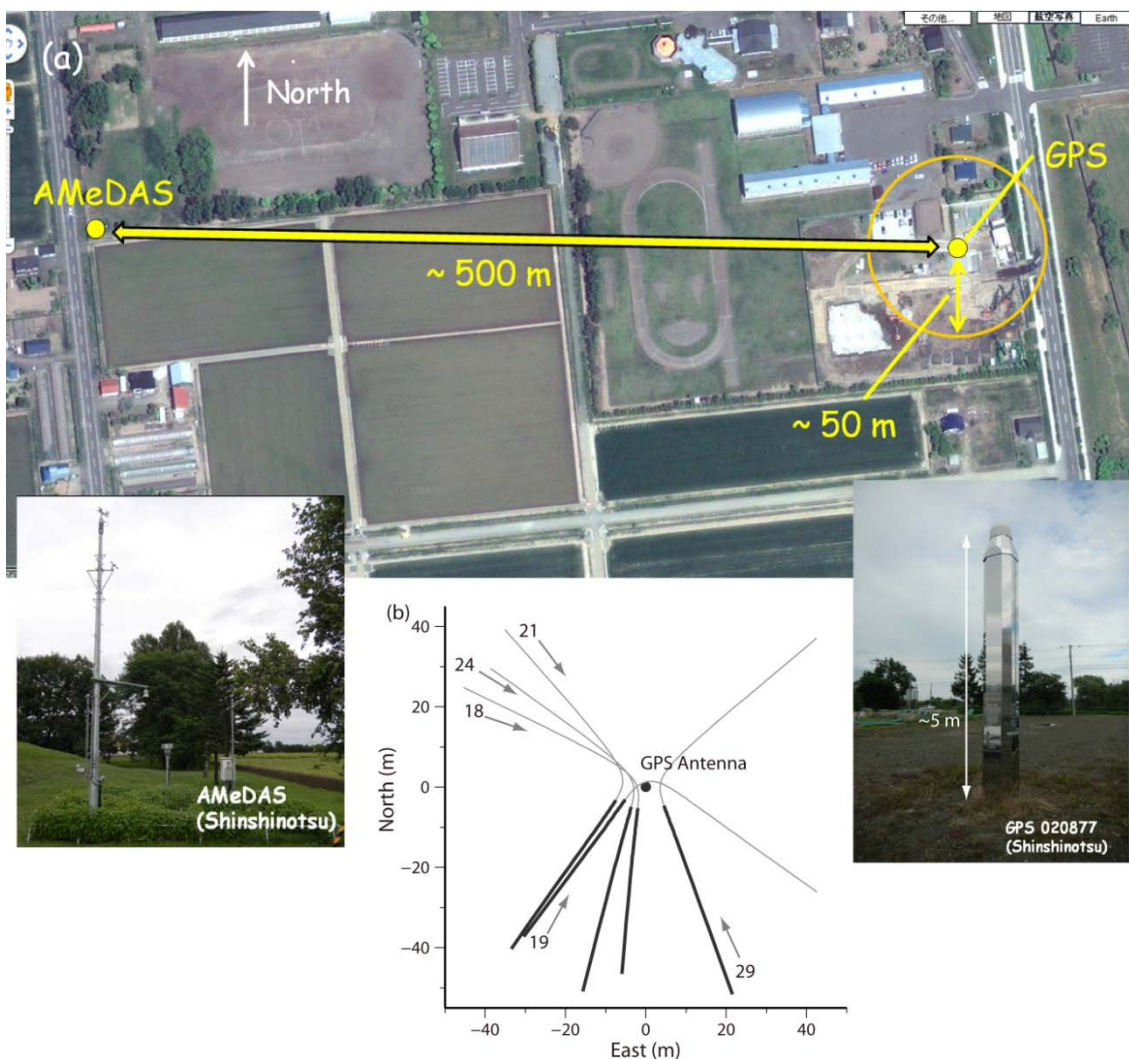 その他...
地図
航空写真
Earth
(a)
North
AMeDAS
GPS
~ 500 m
~ 50 m
AMeDAS
(Shinshinotsu)
(b)
40
20
0
−20
−40
North (m)
21
24
18
GPS Antenna
19
29
−40
−20
0
20
40
East (m)
~5 m
GPS 020877
(Shinshinotsu)